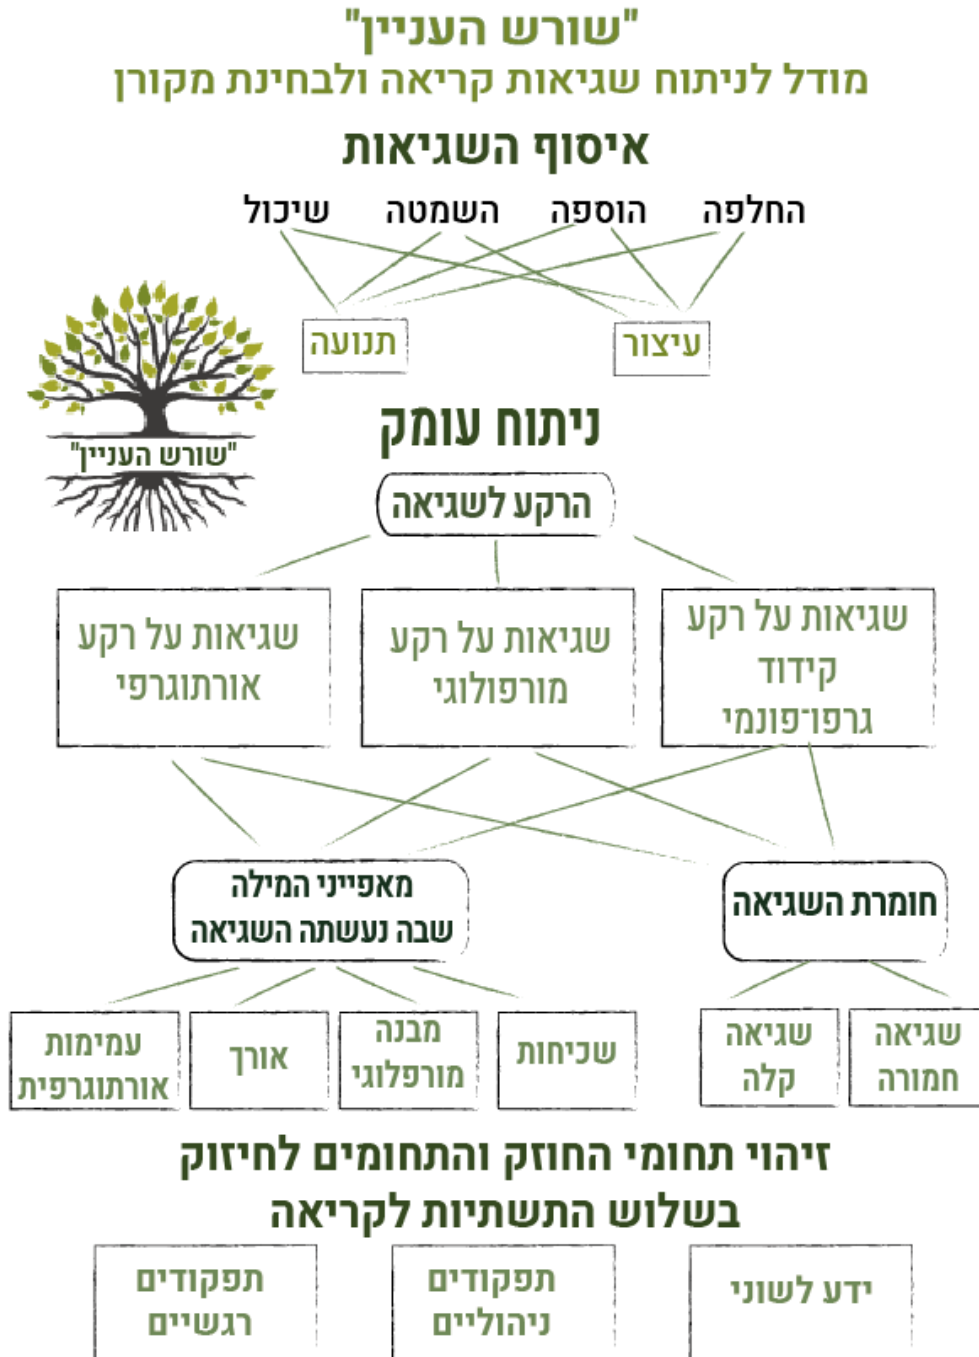 "שורש העניין"
מודל לניתוח שגיאות קריאה ולבחינת מקורן
איסוף השגיאות
החלפה הוספה השמטה שיכול
עיצור תנועה
"שורש העניין"
ניתוח עומק
הרקע לשגיאה
שגיאות על רקע
קידוד
גרפו־פונמי
שגיאות על רקע
מורפולוגי
שגיאות על רקע
אורתוגרפי
חומרת השגיאה
מאפייני המילה
שבה נעשתה השגיאה
שגיאה
חמורה
שגיאה
קלה
שכיחות
מבנה
מורפלוגי
אורך
עמימות
אורתוגרפית
זיהוי תחומי החוזק והתחומים לחיזוק
בשלוש התשתיות לקריאה
ידע לשוני
תפקודים
ניהוליים
תפקודים
רגשיים